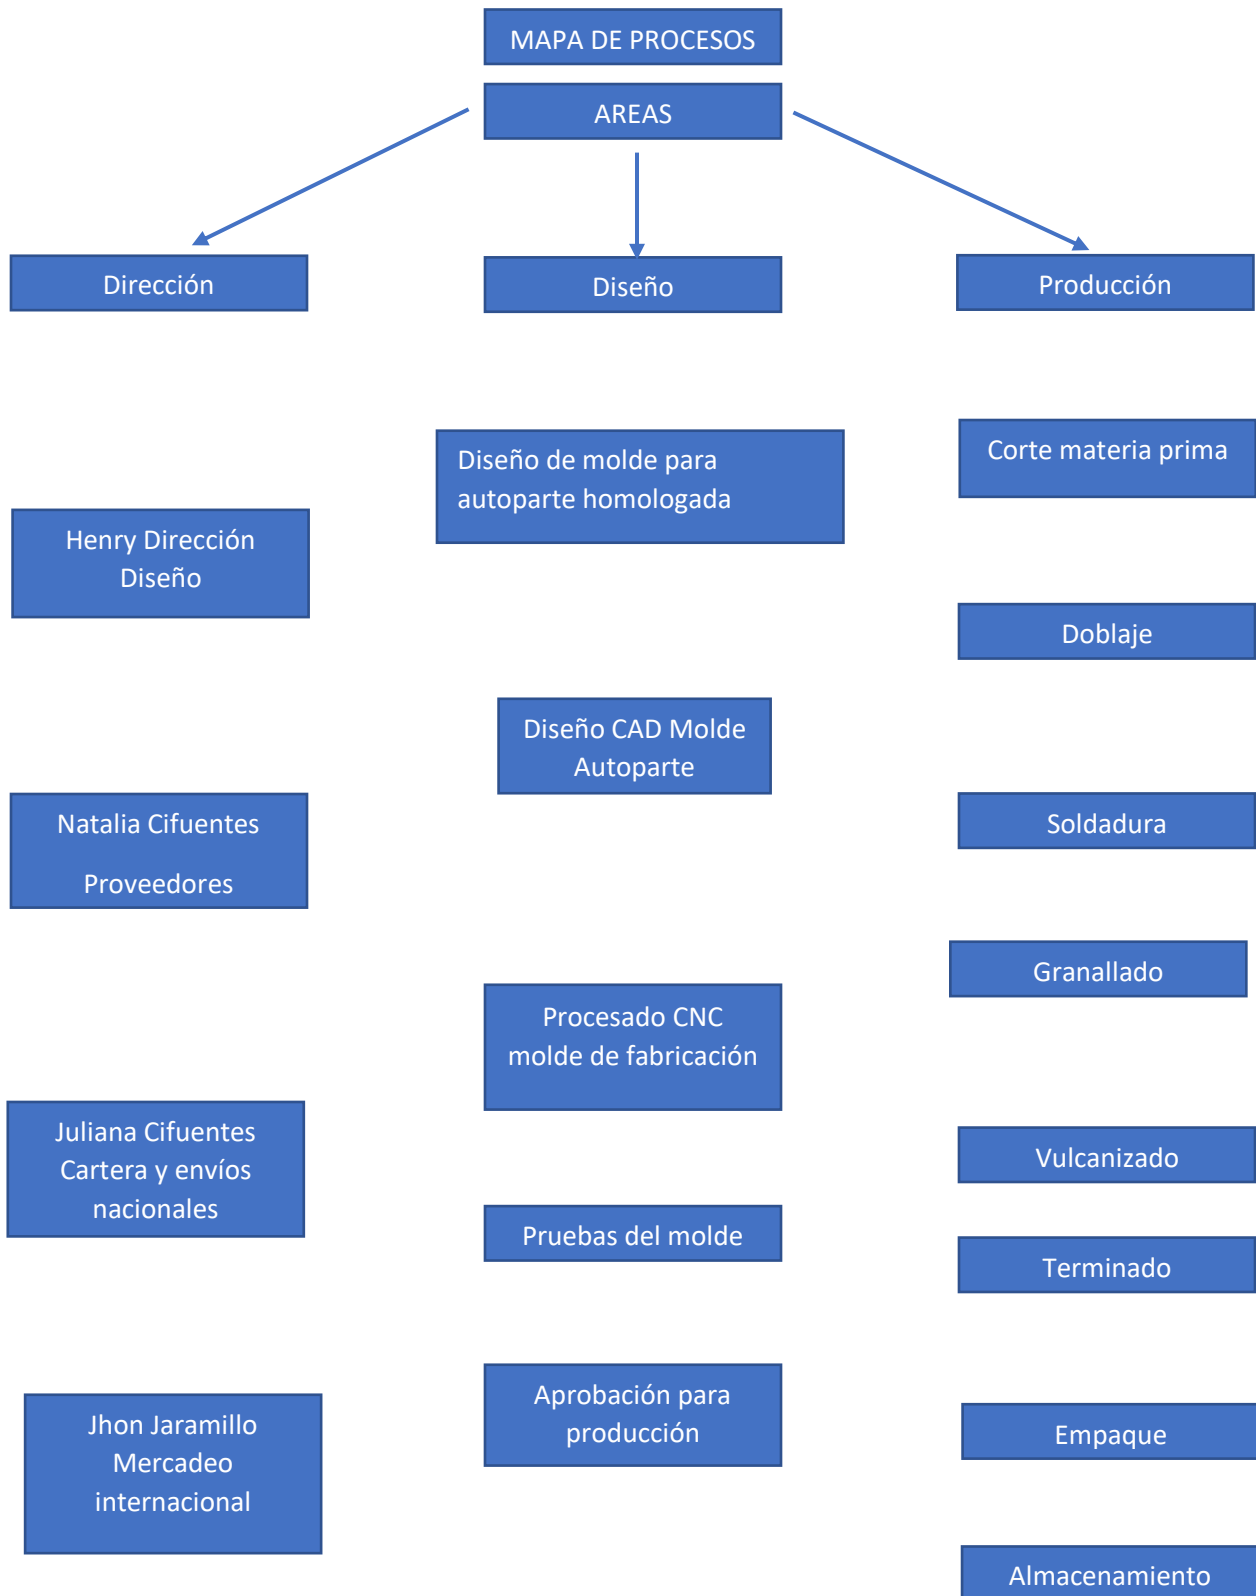 MAPA DE PROCESOS
AREAS
Dirección
Diseño
Producción
Henry Dirección
Diseño
Natalia Cifuentes
Proveedores
Juliana Cifuentes
Cartera y envíos
nacionales
Jhon Jaramillo
Mercadeo
internacional
Diseño de molde para
autoparte homologada
Diseño CAD Molde
Autoparte
Procesado CNC
molde de fabricación
Pruebas del molde
Aprobación para
producción
Corte materia prima
Doblaje
Soldadura
Granallado
Vulcanizado
Terminado
Empaque
Almacenamiento